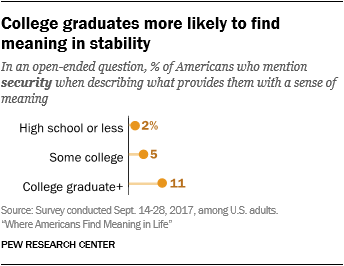 College graduates more likely to find
meaning in stability
In an open-ended question, % of Americans who mention
security when describing what provides them with a sense of
meaning
High school or less 2%
Some college 5
College graduate+ 11
Source: Survey conducted Sept. 14-28, 2017, among U.S. adults.
“Where Americans Find Meaning in Life”
PEW RESEARCH CENTER